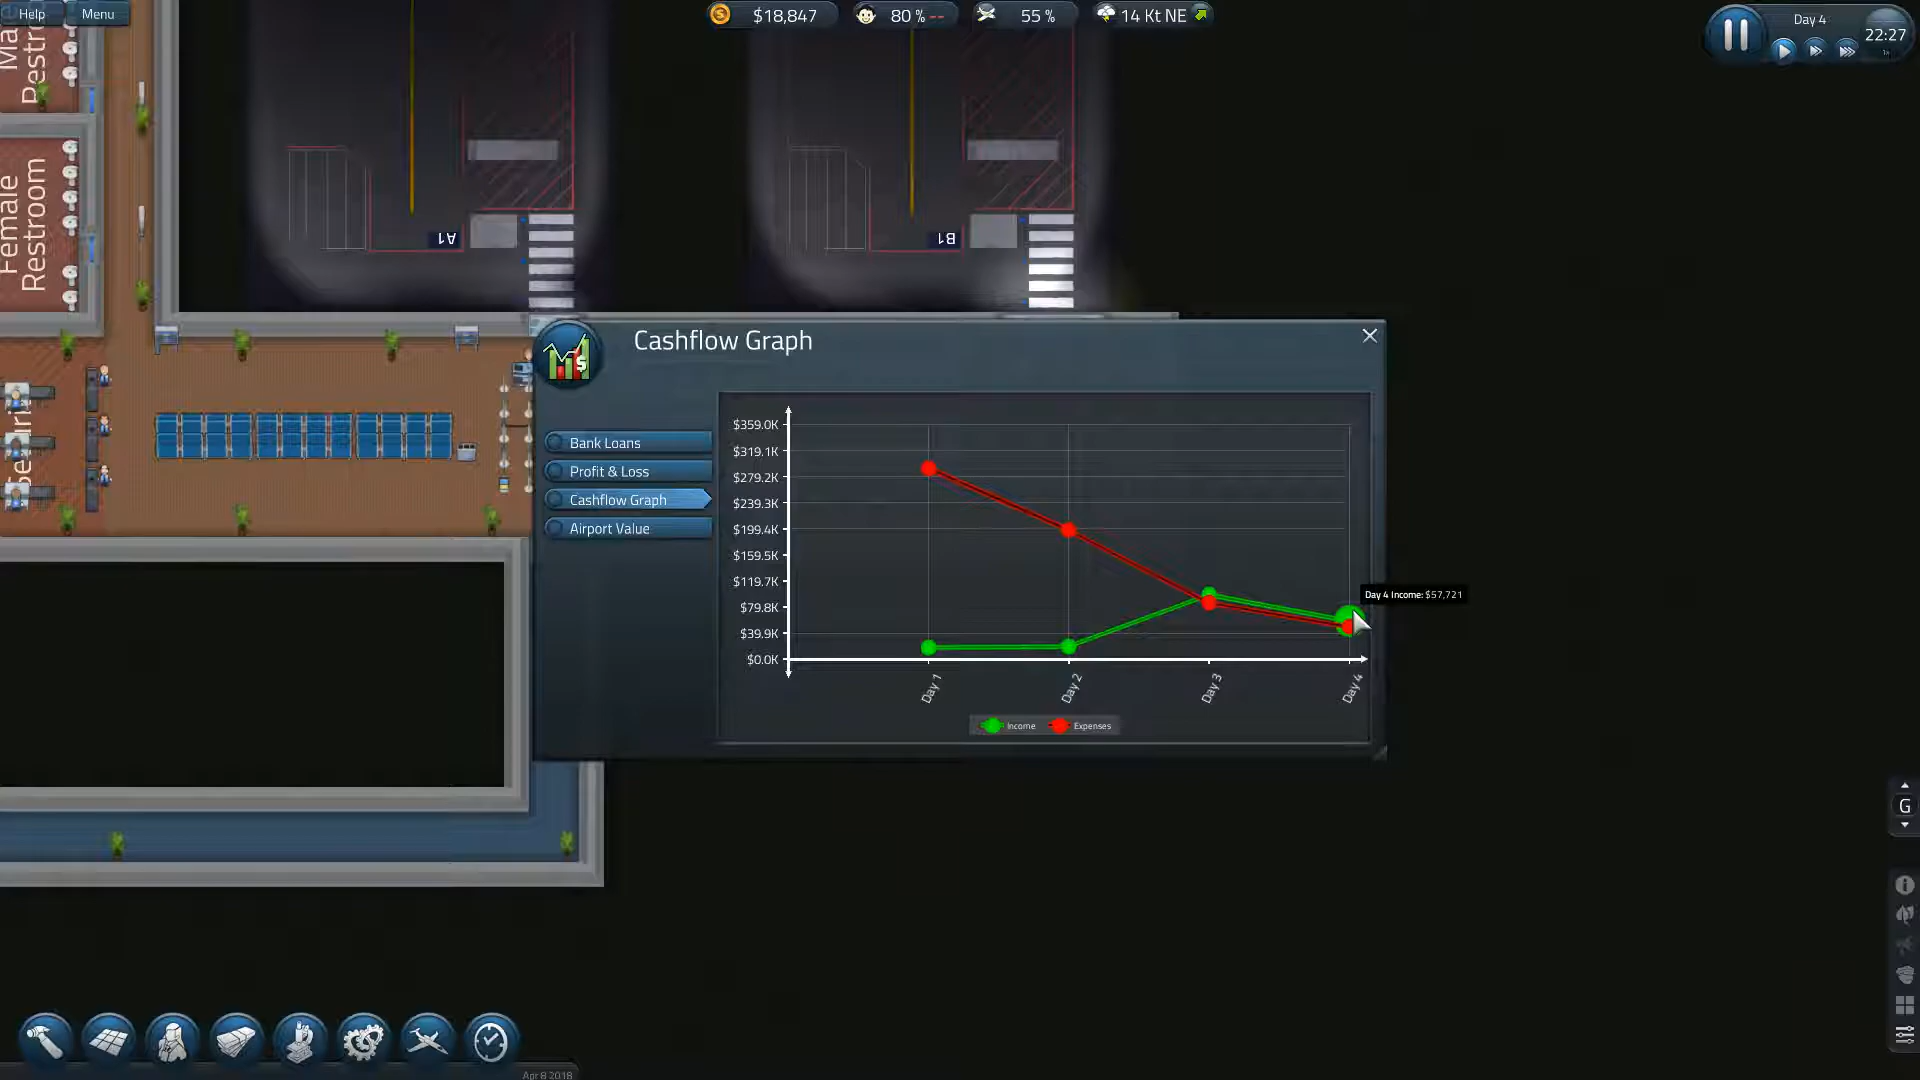 Help
Menu
$18,847
80 % --
55 %
14 Kt NE
Day 4
22:27
Female
Restroom
A1
B1
Cashflow Graph
Bank Loans
Profit & Loss
Cashflow Graph
Airport Value
$359.0K
$319.1K
$279.2K
$239.3K
$199.4K
$159.5K
$119.7K
$79.8K
$39.9K
$0.0K
Day 4 Income: $57,721
Day 1
Day 2
Day 3
Day 4
Income
Expenses
G
Apr 8 2018